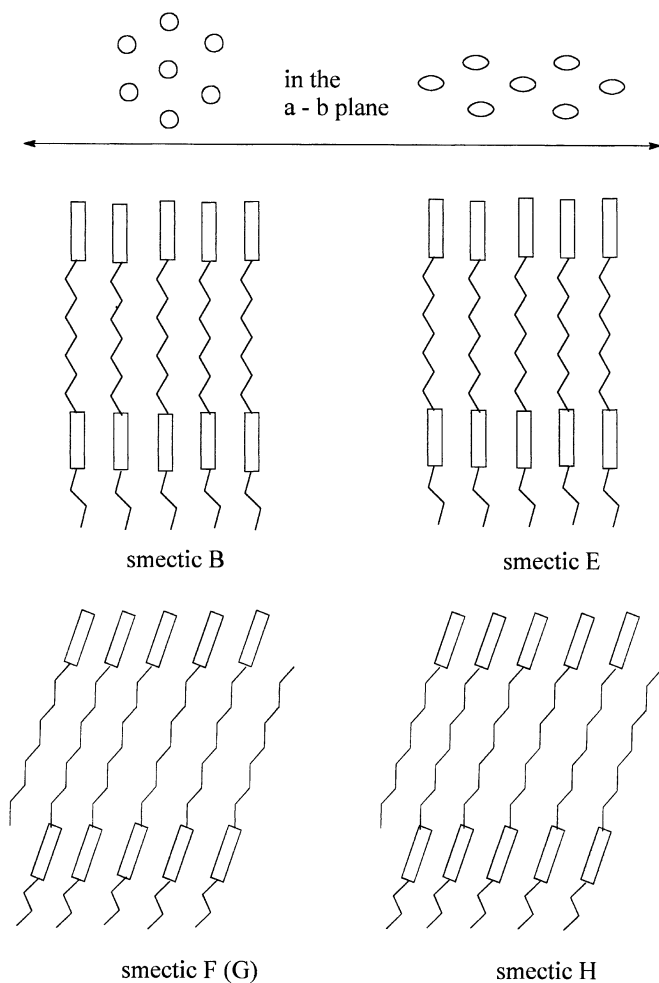 in the
a - b plane
smectic B
smectic E
smectic F (G)
smectic H